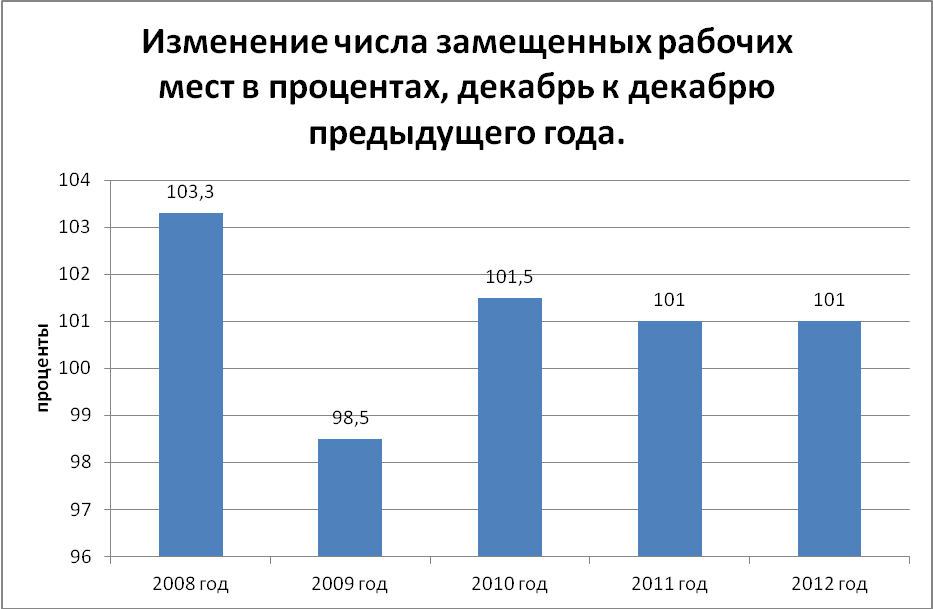 Изменение числа замещенных рабочих
мест в процентах, декабрь к декабрю
предыдущего года.
104
103
102
101
100
99
98
97
96
проценты
103,3
98,5
101,5
101
101
2008 год
2009 год
2010 год
2011 год
2012 год